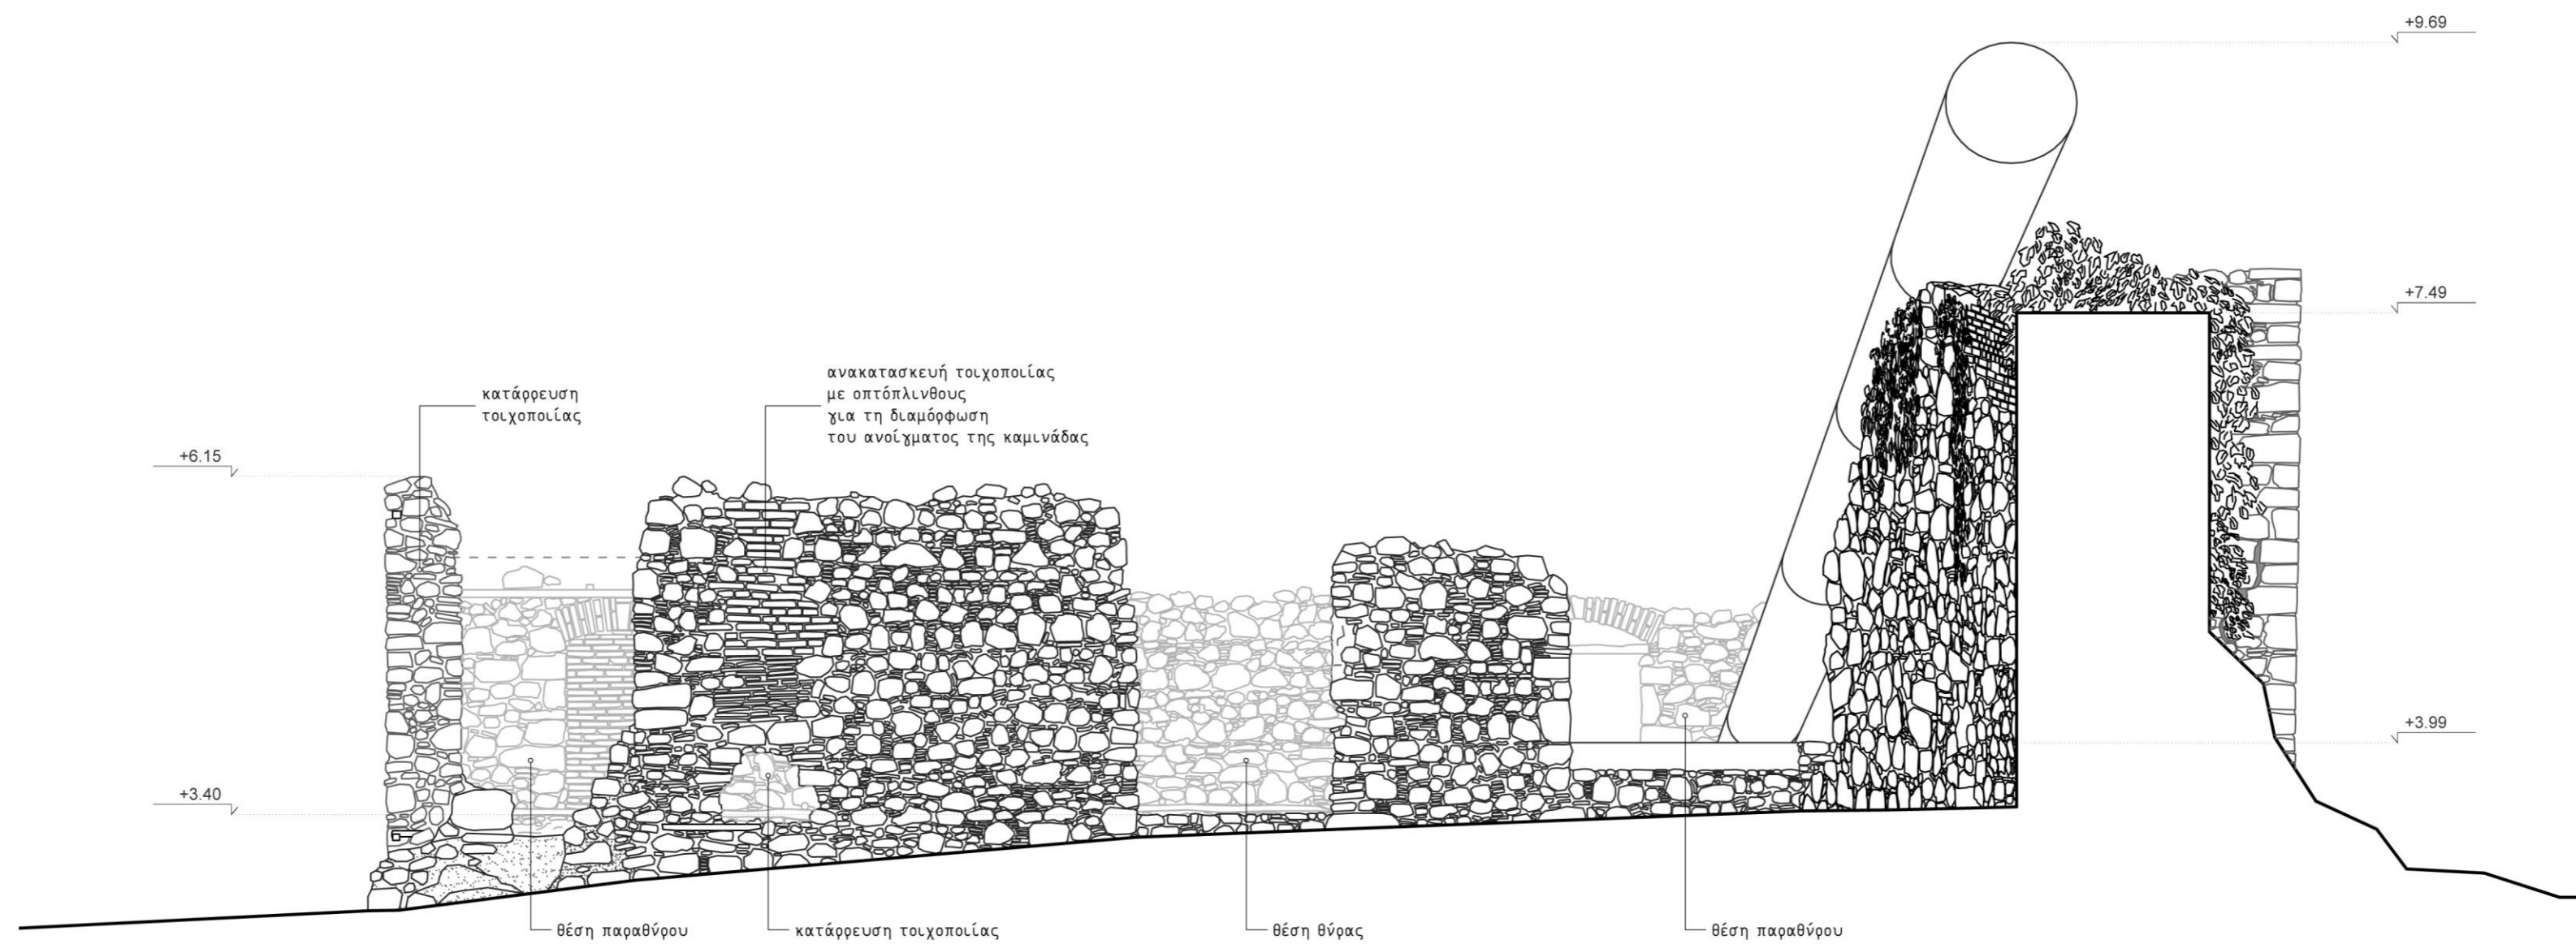 +9.69
+7.49
ανακατασκευή τοιχοποιίας
με οπτόπλινθους
για τη διαμόρφωση
του ανοίγματος της καμινάδας
κατάρρευση
τοιχοποιίας
+6.15
+3.99
+3.40
θέση παραθύρου
κατάρρευση τοιχοποιίας
θέση θύρας
θέση παραθύρου